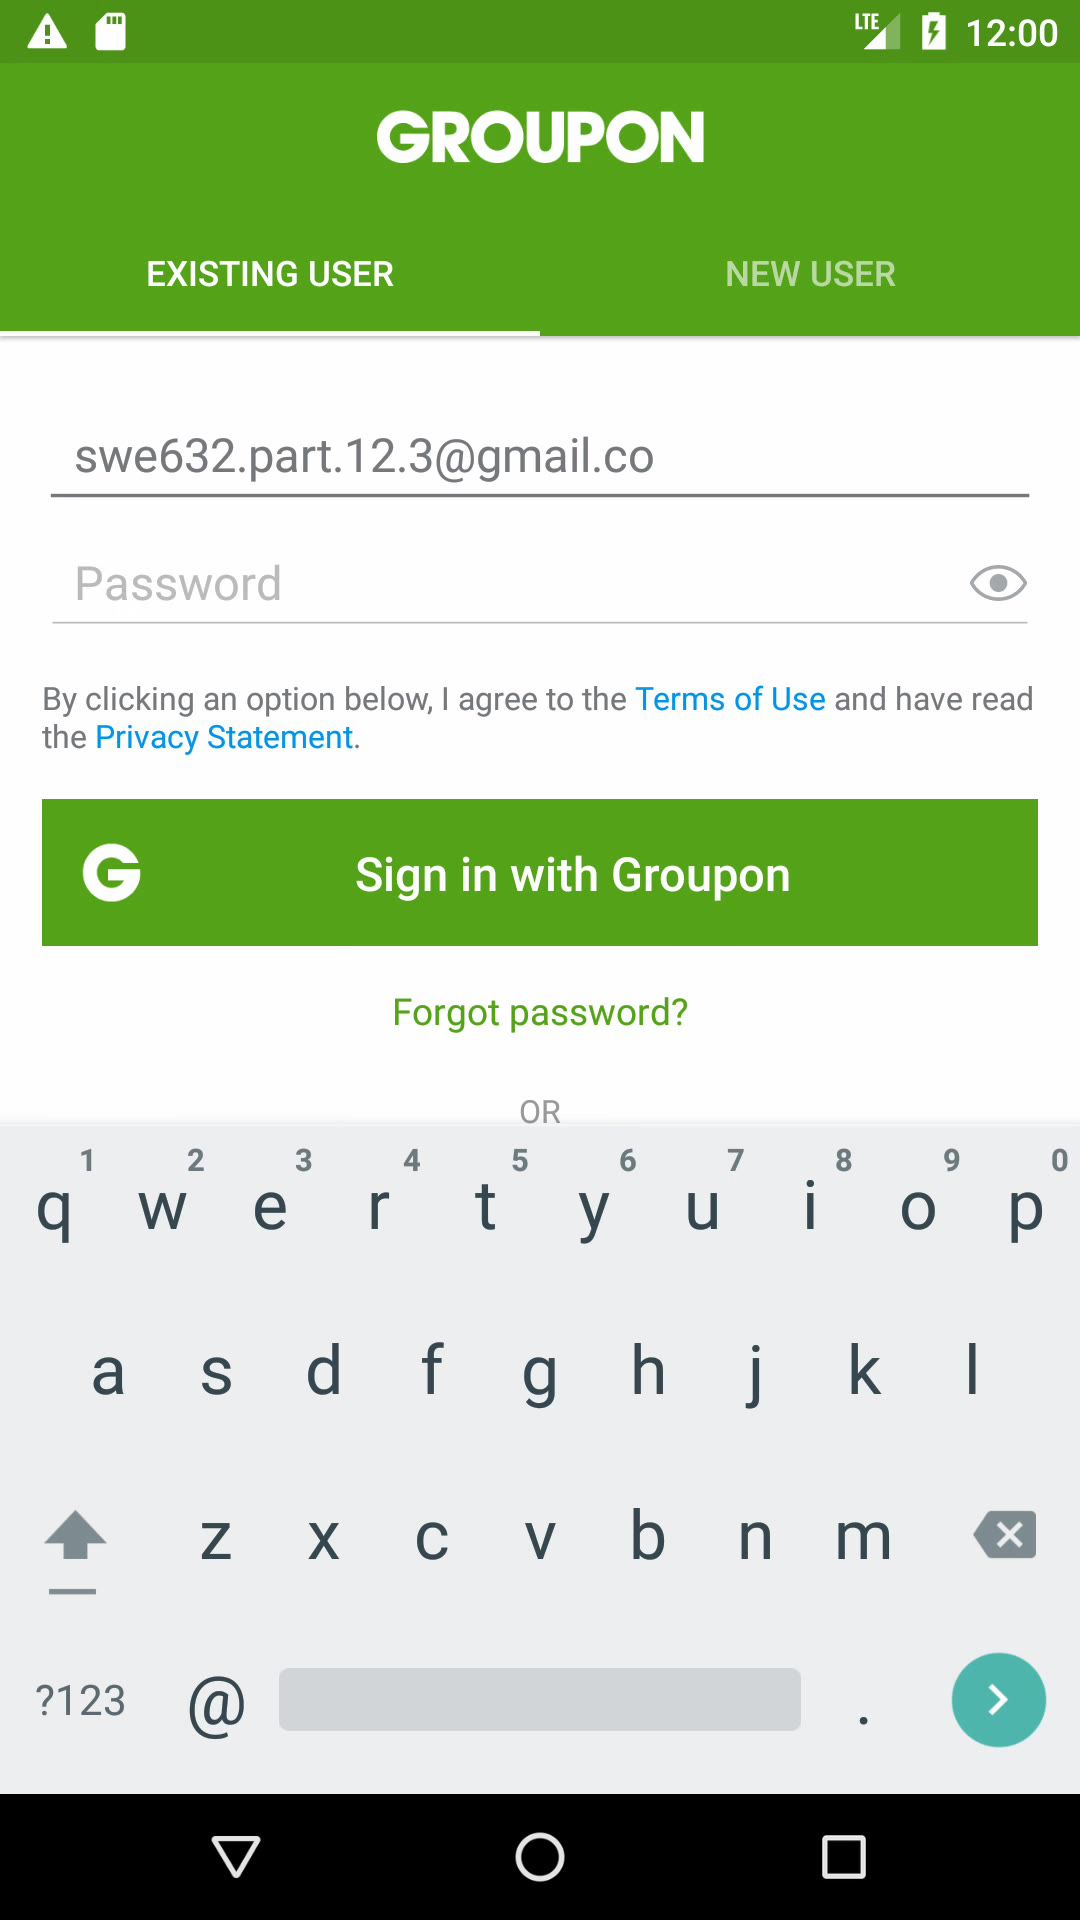 LTE 12:00
GROUPON
EXISTING USER NEW USER
swe632.part.12.3@gmail.co
Password
By clicking an option below, I agree to the Terms of Use and have read
the Privacy Statement.
G Sign in with Groupon
Forgot password?
OR
1 2 3 4 5 6 7 8 9 0
q w e r t y u i o p
a s d f g h j k l
z x c v b n m
?123 @ .